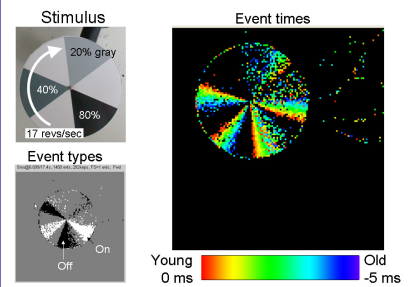 Stimulus
20% gray
40%
80%
17 revs/sec
Event types
On
Off
Event times
Young
0 ms
Old
-5 ms